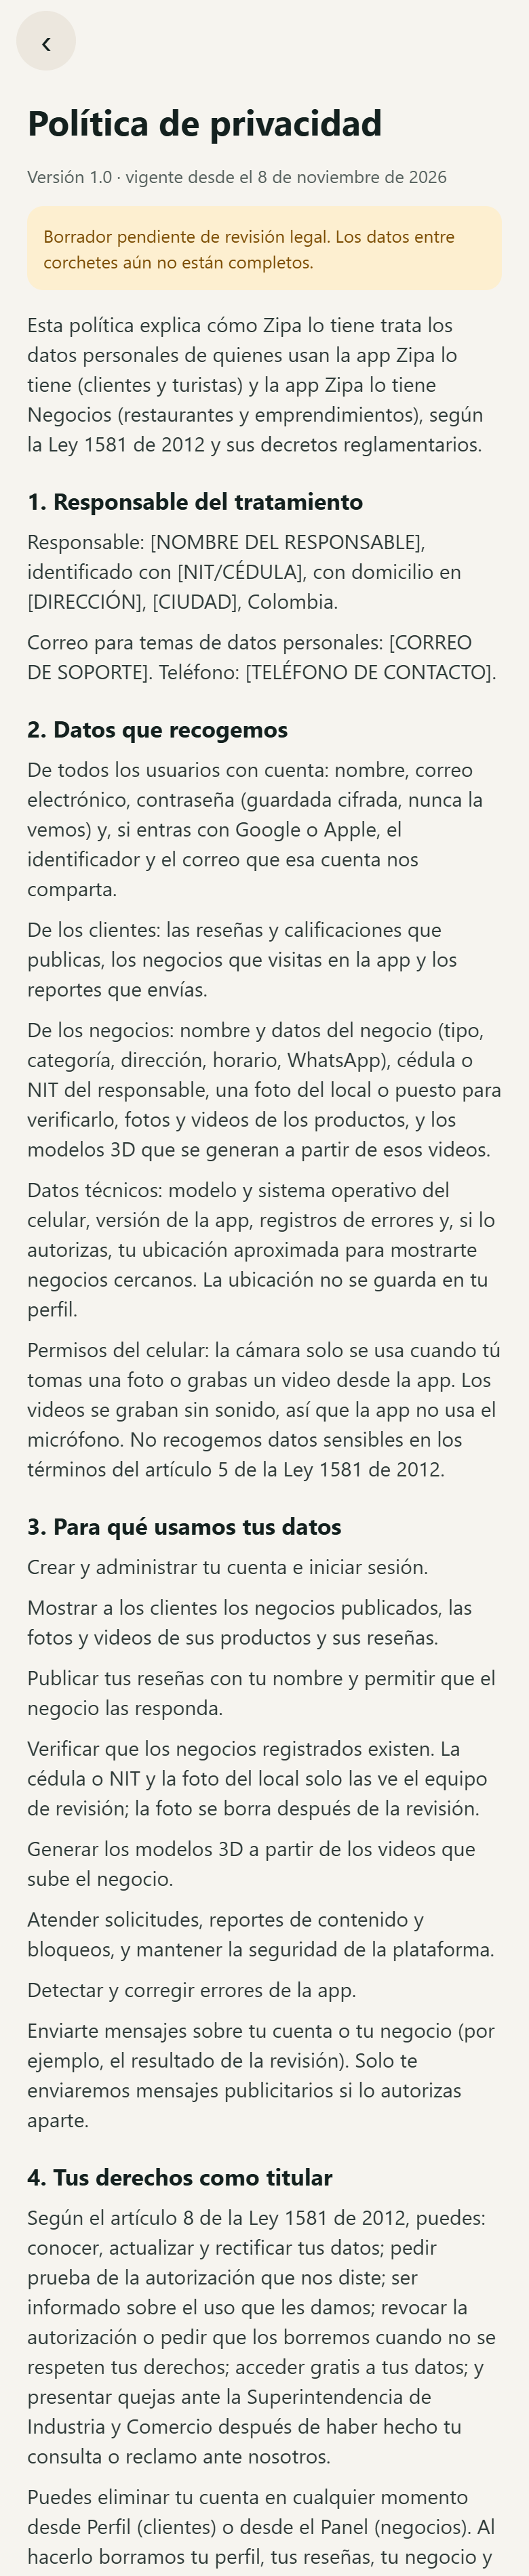 ‹
Política de privacidad
Versión 1.0 · vigente desde el 8 de noviembre de 2026
Borrador pendiente de revisión legal. Los datos entre
corchetes aún no están completos.
Esta política explica cómo Zipa lo tiene trata los
datos personales de quienes usan la app Zipa lo
tiene (clientes y turistas) y la app Zipa lo tiene
Negocios (restaurantes y emprendimientos), según
la Ley 1581 de 2012 y sus decretos reglamentarios.
1. Responsable del tratamiento
Responsable: [NOMBRE DEL RESPONSABLE],
identificado con [NIT/CÉDULA], con domicilio en
[DIRECCIÓN], [CIUDAD], Colombia.
Correo para temas de datos personales: [CORREO
DE SOPORTE]. Teléfono: [TELÉFONO DE CONTACTO].
2. Datos que recogemos
De todos los usuarios con cuenta: nombre, correo
electrónico, contraseña (guardada cifrada, nunca la
vemos) y, si entras con Google o Apple, el
identificador y el correo que esa cuenta nos
comparta.
De los clientes: las reseñas y calificaciones que
publicas, los negocios que visitas en la app y los
reportes que envías.
De los negocios: nombre y datos del negocio (tipo,
categoría, dirección, horario, WhatsApp), cédula o
NIT del responsable, una foto del local o puesto para
verificarlo, fotos y videos de los productos, y los
modelos 3D que se generan a partir de esos videos.
Datos técnicos: modelo y sistema operativo del
celular, versión de la app, registros de errores y, si lo
autorizas, tu ubicación aproximada para mostrarte
negocios cercanos. La ubicación no se guarda en tu
perfil.
Permisos del celular: la cámara solo se usa cuando tú
tomas una foto o grabas un video desde la app. Los
videos se graban sin sonido, así que la app no usa el
micrófono. No recogemos datos sensibles en los
términos del artículo 5 de la Ley 1581 de 2012.
3. Para qué usamos tus datos
Crear y administrar tu cuenta e iniciar sesión.
Mostrar a los clientes los negocios publicados, las
fotos y videos de sus productos y sus reseñas.
Publicar tus reseñas con tu nombre y permitir que el
negocio las responda.
Verificar que los negocios registrados existen. La
cédula o NIT y la foto del local solo las ve el equipo
de revisión; la foto se borra después de la revisión.
Generar los modelos 3D a partir de los videos que
sube el negocio.
Atender solicitudes, reportes de contenido y
bloqueos, y mantener la seguridad de la plataforma.
Detectar y corregir errores de la app.
Enviarte mensajes sobre tu cuenta o tu negocio (por
ejemplo, el resultado de la revisión). Solo te
enviaremos mensajes publicitarios si lo autorizas
aparte.
4. Tus derechos como titular
Según el artículo 8 de la Ley 1581 de 2012, puedes:
conocer, actualizar y rectificar tus datos; pedir
prueba de la autorización que nos diste; ser
informado sobre el uso que les damos; revocar la
autorización o pedir que los borremos cuando no se
respeten tus derechos; acceder gratis a tus datos; y
presentar quejas ante la Superintendencia de
Industria y Comercio después de haber hecho tu
consulta o reclamo ante nosotros.
Puedes eliminar tu cuenta en cualquier momento
desde Perfil (clientes) o desde el Panel (negocios). Al
hacerlo borramos tu perfil, tus reseñas, tu negocio y